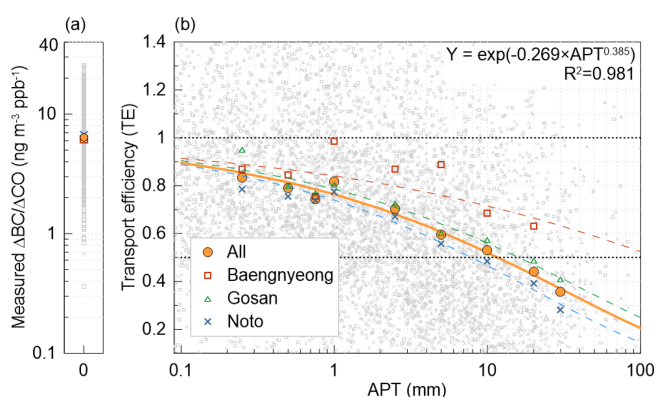 (a)
(b)
Measured ΔBC/ΔCO (ng m⁻³ ppb⁻¹)
40
10
1
0.1
0
Transport efficiency (TE)
1.4
1.2
1.0
0.8
0.6
0.4
0.2
Y = exp(-0.269×APT⁰·³⁸⁵)
R²=0.981
All
Baengnyeong
Gosan
Noto
0.1
1
10
100
APT (mm)